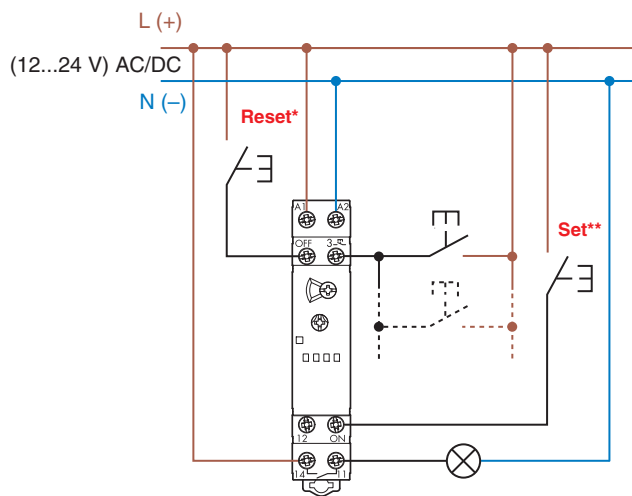 L (+)
(12...24 V) AC/DC
N (–)
Reset*
A1 A2
OFF 3
Set**
12 ON
14 11